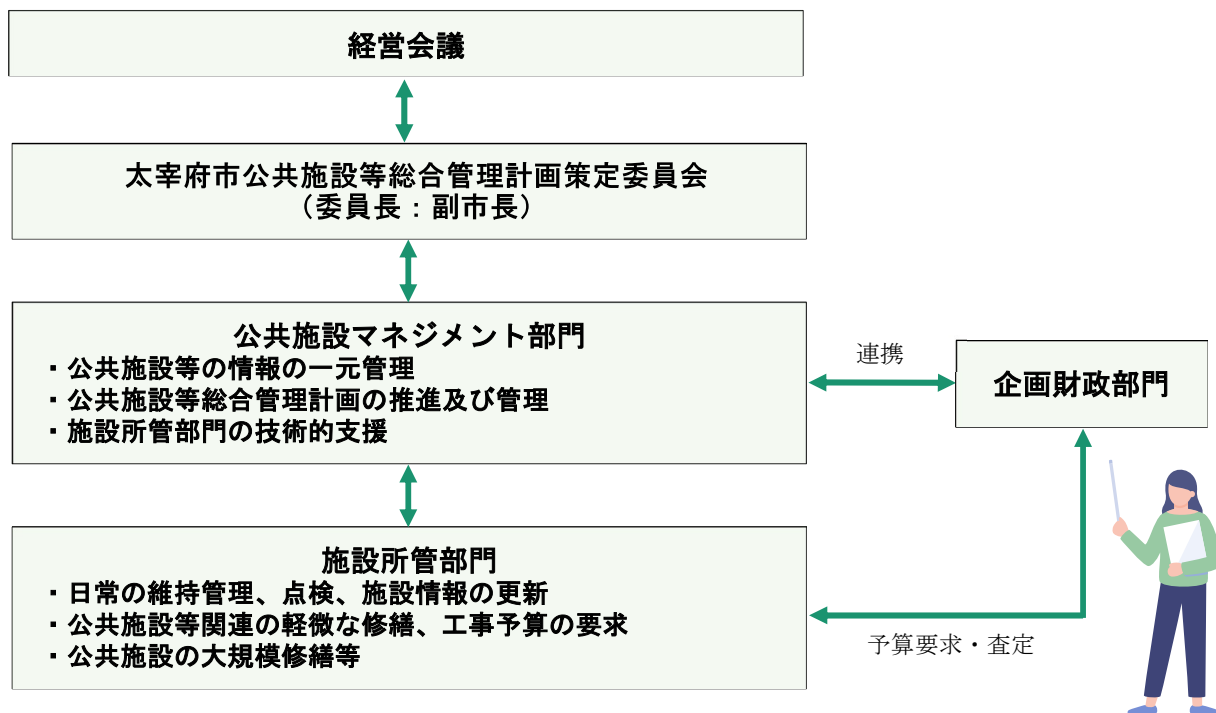 経営会議
太宰府市公共施設等総合管理計画策定委員会
（委員長：副市長）
公共施設マネジメント部門
・公共施設等の情報の一元管理
・公共施設等総合管理計画の推進及び管理
・施設所管部門の技術的支援
連携
企画財政部門
施設所管部門
・日常の維持管理、点検、施設情報の更新
・公共施設等関連の軽微な修繕、工事予算の要求
・公共施設の大規模修繕等
予算要求・査定